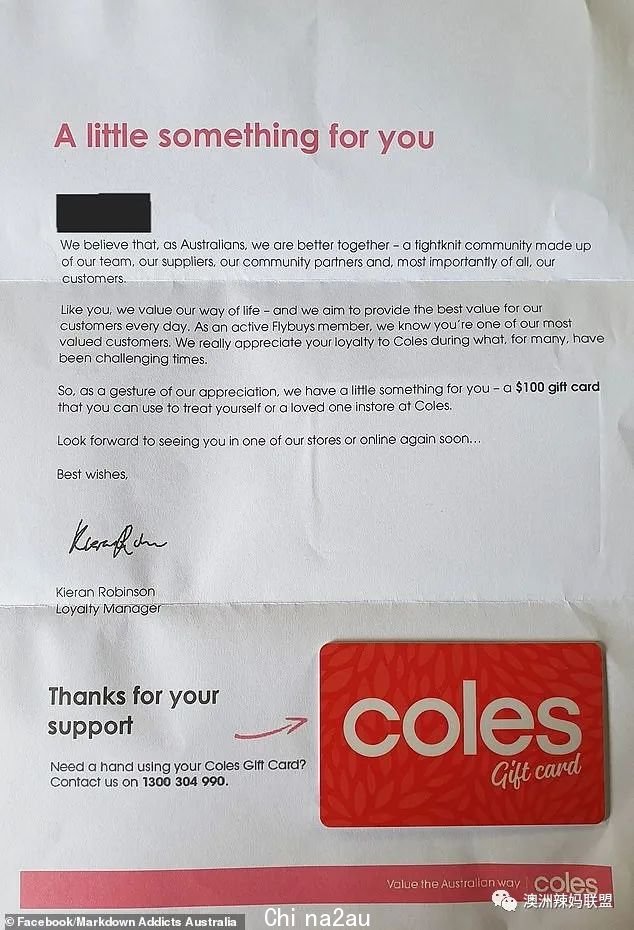 A little something for you
We believe that, as Australians, we are better together – a tightknit community made up
of our team, our suppliers, our community partners and, most importantly of all, our
customers.
Like you, we value our way of life – and we aim to provide the best value for our
customers every day. As an active Flybuys member, we know you're one of our most
valued customers. We really appreciate your loyalty to Coles during what, for many, have
been challenging times.
So, as a gesture of our appreciation, we have a little something for you – a $100 gift card
that you can use to treat yourself or a loved one instore at Coles.
Look forward to seeing you in one of our stores or online again soon...
Best wishes,
Kieran Robinson
Loyalty Manager
Thanks for your
support
Need a hand using your Coles Gift Card?
Contact us on 1300 304 990.
coles
Gift card
Value the Australian way | coles
澳洲辣妈联盟
© Facebook/Markdown Addicts Australia
Chi na2au